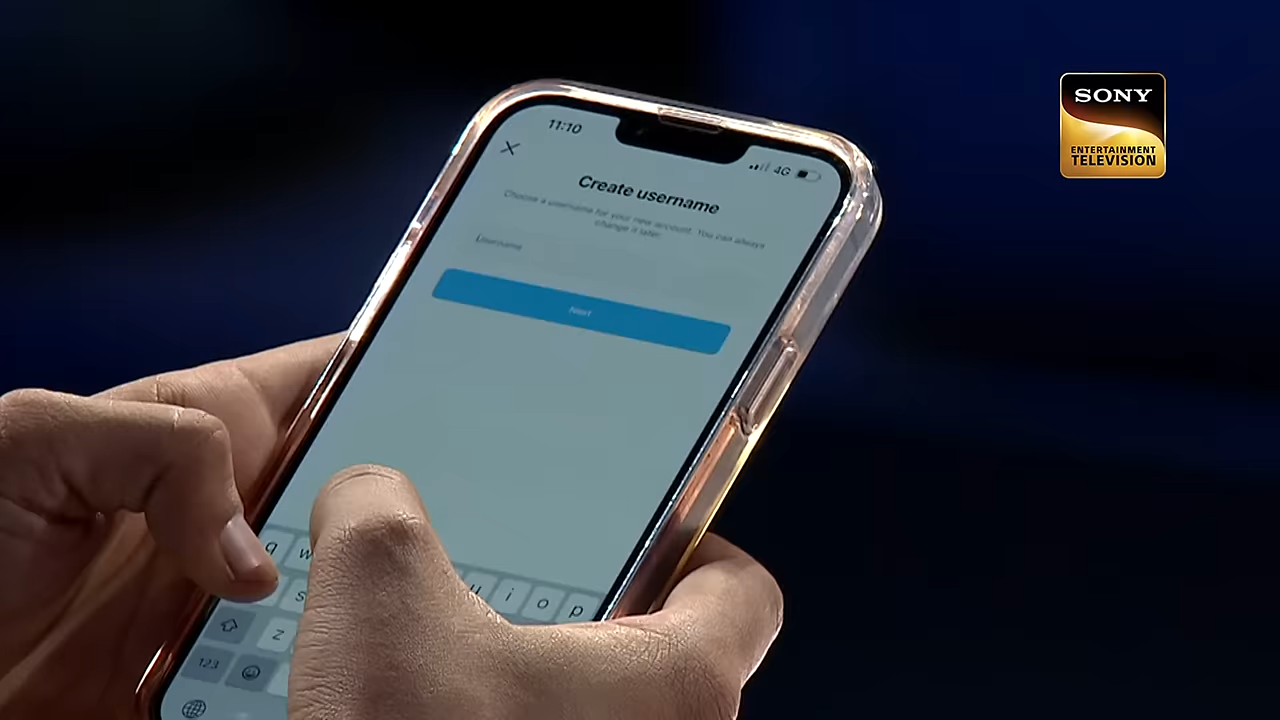 11:10
4G
Create username
Choose a username for your new account. You can always
change it later.
Username
Next
q w
u i o p
s
z
123
SONY
ENTERTAINMENT
TELEVISION